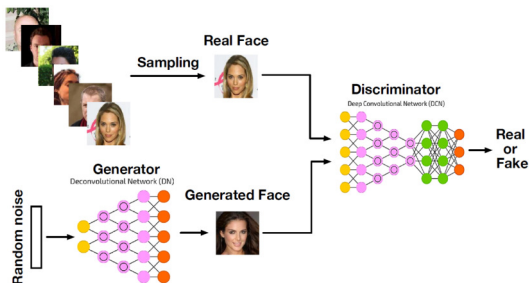 Real Face
Sampling
Discriminator
Deep Convolutional Network (DCN)
Real
or
Fake
Generator
Deconvolutional Network (DN)
Generated Face
Random noise